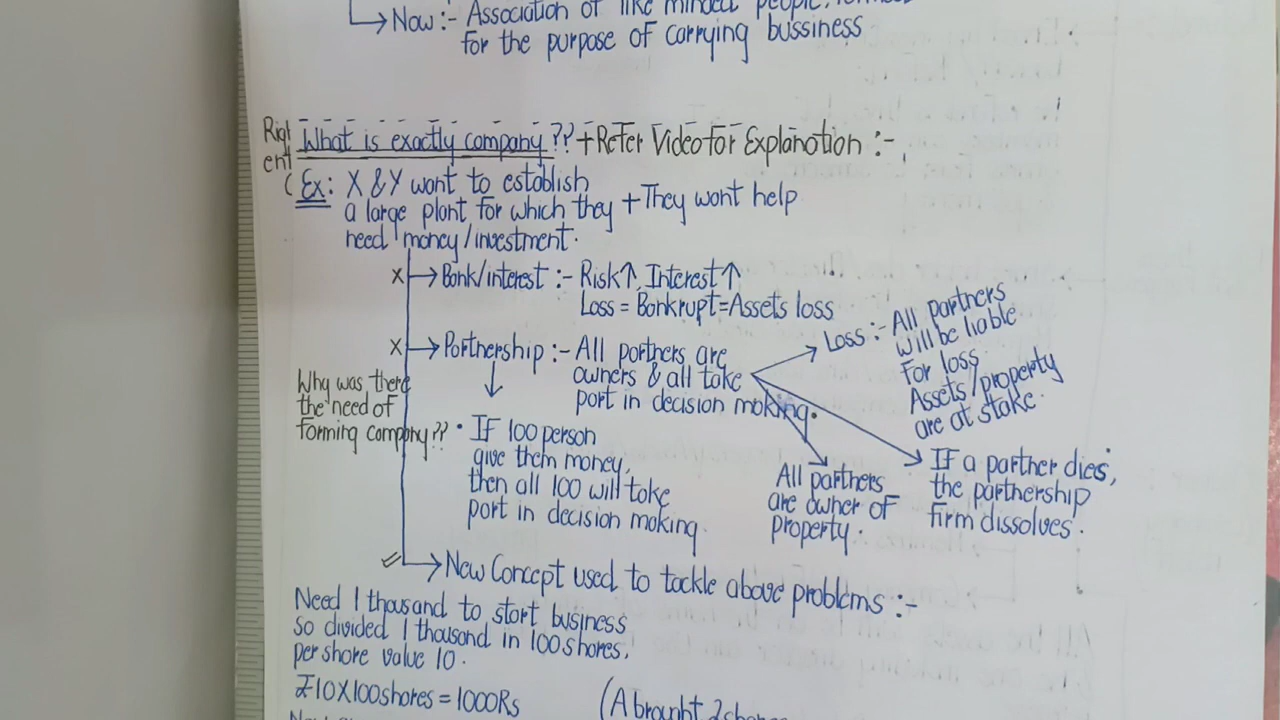 → Now :- Association of like minded people,
for the purpose of carrying bussiness
What is exactly company ?? + Refer Video for Explanation :-
Ex: X & Y want to establish
a large plant for which they + They want help
need money/investment.
X → Bank/interest :- Risk↑, Interest↑
Loss = Bankrupt = Assets loss
X → Partnership :- All partners are
owners & all take
part in decision making.
Loss :- All partners
will be liable
for loss
Assets/property
are at stake.
Why was there
the need of
forming company??
• If 100 person
give them money,
then all 100 will take
part in decision making.
All partners
are owner of
property.
If a partner dies,
the partnership
firm dissolves.
→ New Concept used to tackle above problems :-
Need 1 thousand to start business
so divided 1 thousand in 100 shares,
per share value 10.
₹10X100shares = 1000Rs
(A brought 2